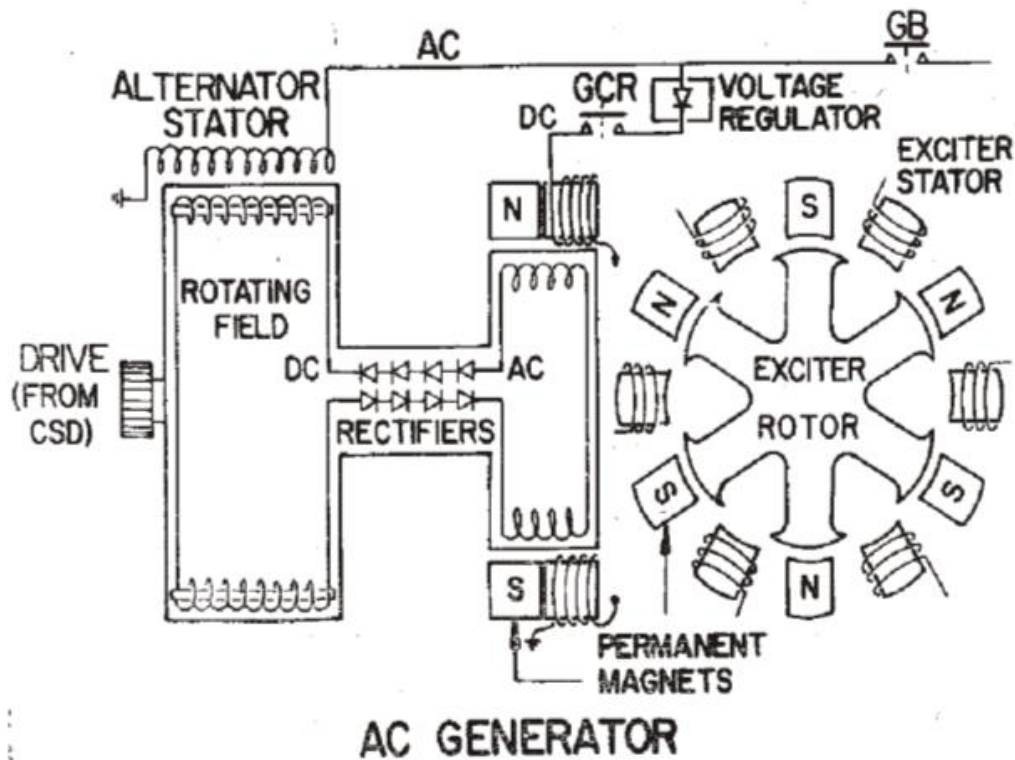 AC
GB
ALTERNATOR
STATOR
GCR
DC
VOLTAGE
REGULATOR
EXCITER
STATOR
N
S
ROTATING
FIELD
N
N
DRIVE
(FROM
CSD)
DC
AC
RECTIFIERS
EXCITER
ROTOR
S
S
S
N
PERMANENT
MAGNETS
AC GENERATOR